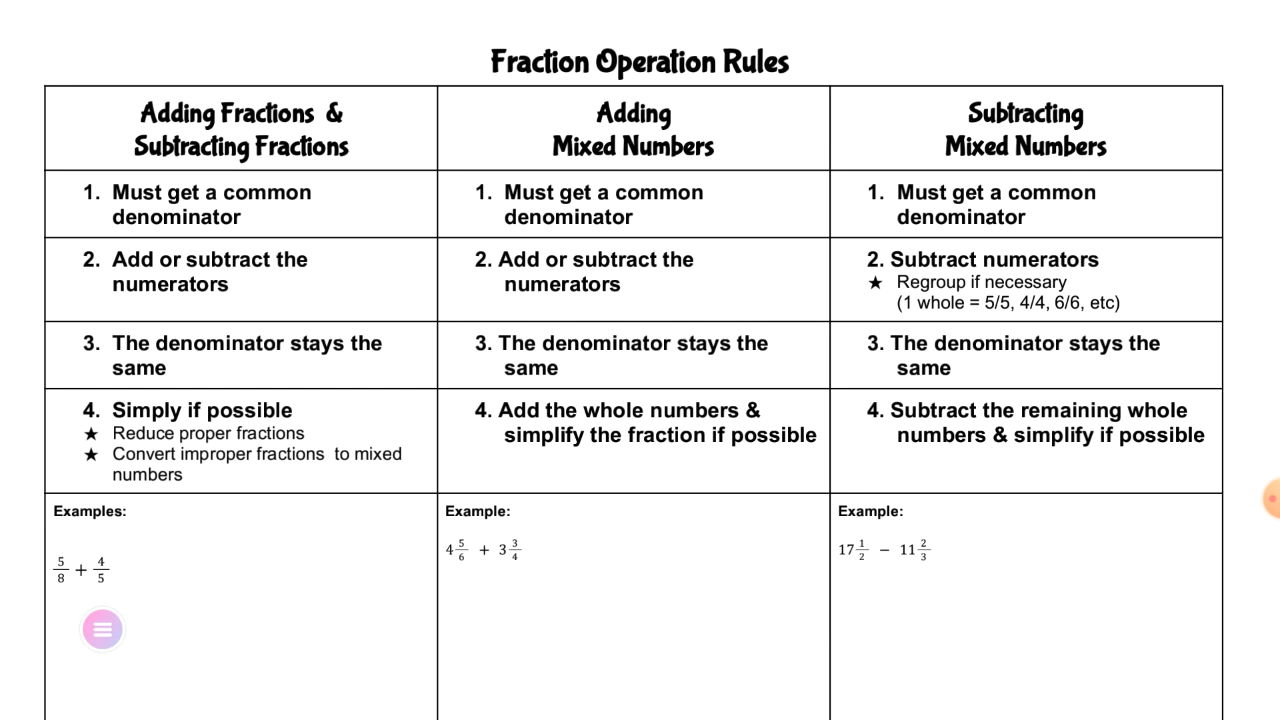 Fraction Operation Rules
Adding Fractions &
Subtracting Fractions
Adding
Mixed Numbers
Subtracting
Mixed Numbers
1. Must get a common
denominator
1. Must get a common
denominator
1. Must get a common
denominator
2. Add or subtract the
numerators
2. Add or subtract the
numerators
2. Subtract numerators
★ Regroup if necessary
(1 whole = 5/5, 4/4, 6/6, etc)
3. The denominator stays the
same
3. The denominator stays the
same
3. The denominator stays the
same
4. Simply if possible
★ Reduce proper fractions
★ Convert improper fractions to mixed
numbers
4. Add the whole numbers &
simplify the fraction if possible
4. Subtract the remaining whole
numbers & simplify if possible
Examples:
5/8 + 4/5
Example:
4 5/6 + 3 3/4
Example:
17 1/2 − 11 2/3